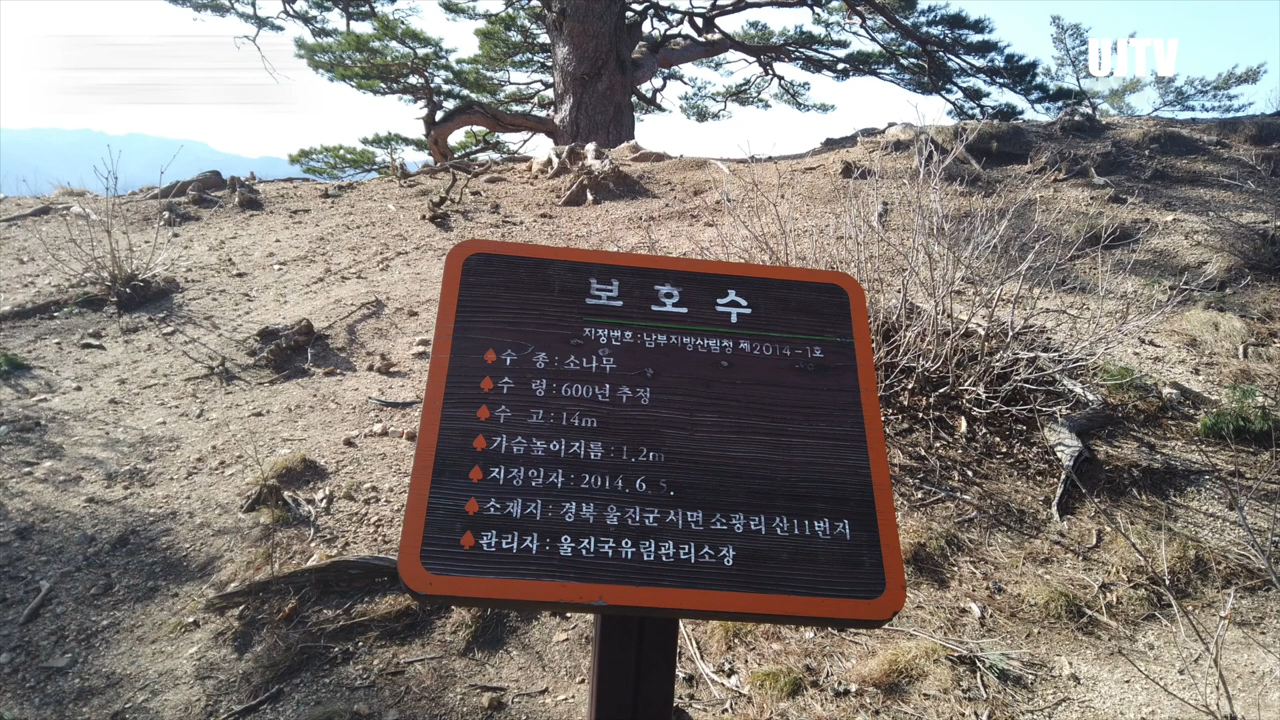 UJTV
보호수
지정번호 : 남부지방산림청 제2014-1호
수 종 : 소나무
수 령 : 600년 추정
수 고 : 14m
가슴높이지름 : 1.2m
지정일자 : 2014. 6. 5.
소재지 : 경북 울진군 서면 소광리 산11번지
관리자 : 울진국유림관리소장